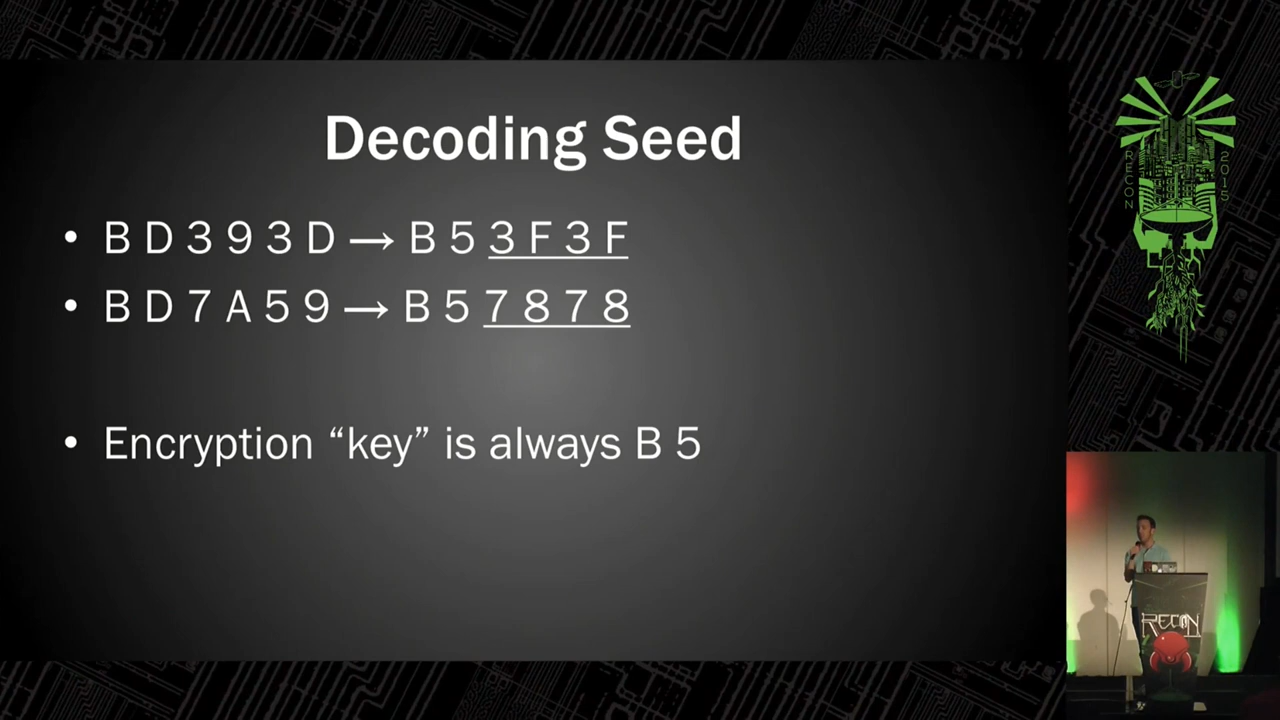 Decoding Seed
• B D 3 9 3 D → B 5 3 F 3 F
• B D 7 A 5 9 → B 5 7 8 7 8
• Encryption “key” is always B 5
RECON
2015
RECON